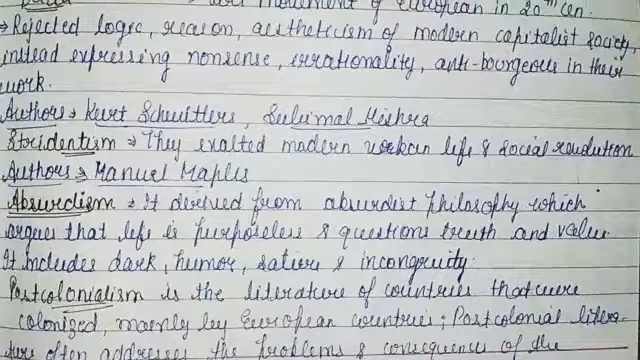 Dada → art movement of European in 20th cen.
→ Rejected logic, reason, aestheticism of modern capitalist society,
instead expressing nonsense, irrationality, anti-bourgeous in their
work.
Authors → Kurt Schwitters, Sulimal Mishra
Stridentism → They exalted modern urban life & social revolution
Authors → Manuel Maples
Absurdism → It derived from absurdist philosophy which
argues that life is purposeless & questions truth and value.
It includes dark, humor, satire & incongruity.
Postcolonialism is the literature of countries that were
colonized, mainly by European countries; Postcolonial litera-
ture often addresses the problems & consequence of the